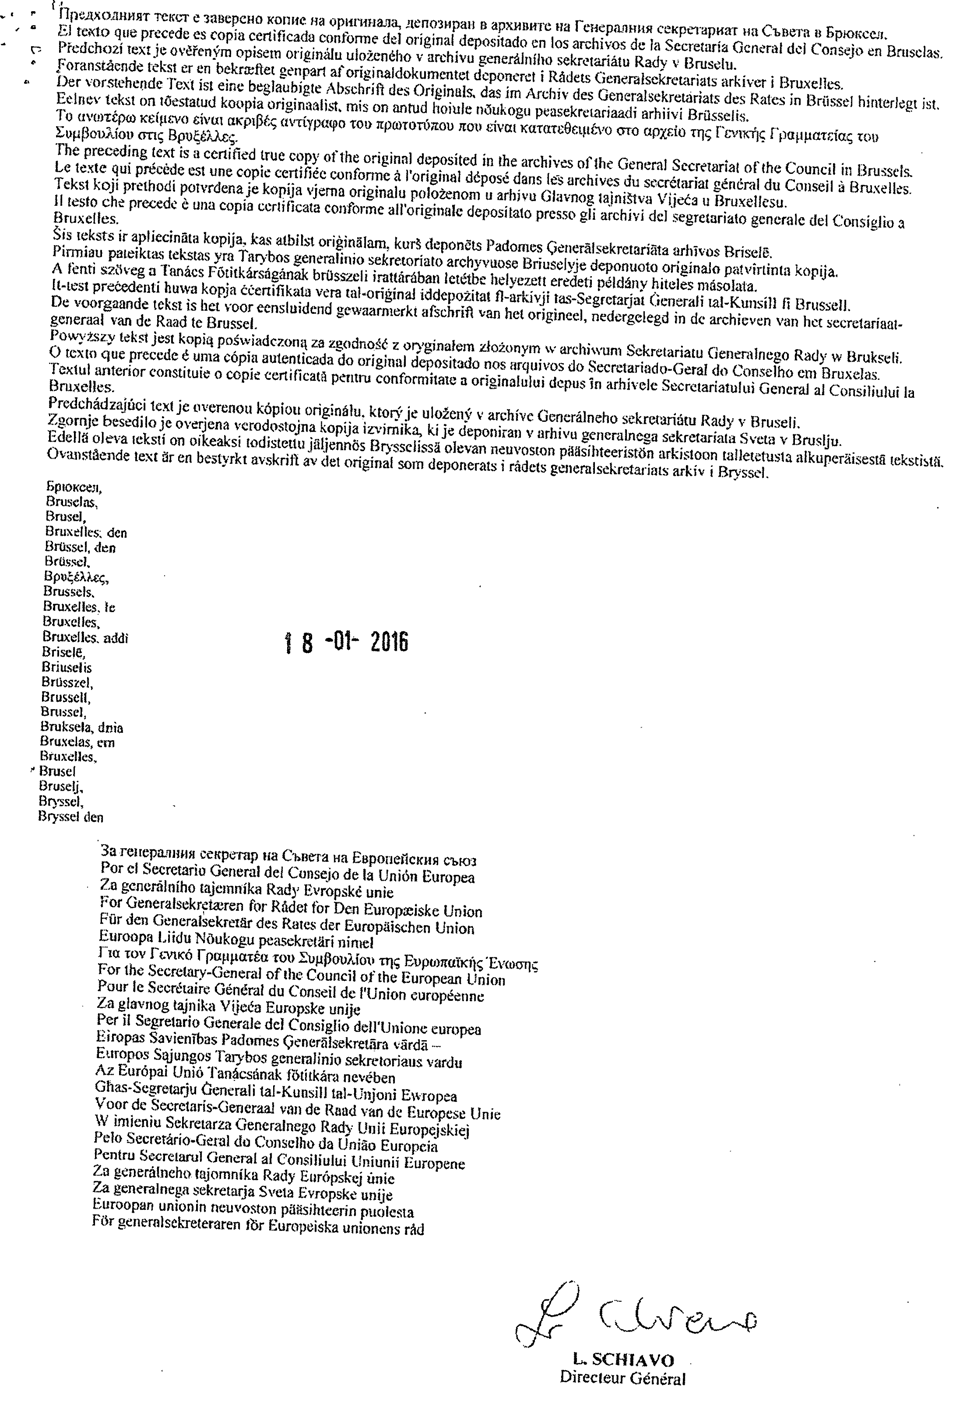 Предходният текст е заверено копие на оригинала, депозиран в архивите на Генералния секретариат на Съвета в Брюксел.
El texto que precede es copia certificada conforme del original depositado en los archivos de la Secretaría General del Consejo en Bruselas.
Předchozí text je ověřeným opisem originálu uloženého v archivu generálního sekretariátu Rady v Bruselu.
Foranstående tekst er en bekræftet genpart af originaldokumentet deponeret i Rådets Generalsekretariats arkiver i Bruxelles.
Der vorstehende Text ist eine beglaubigte Abschrift des Originals, das im Archiv des Generalsekretariats des Rates in Brüssel hinterlegt ist.
Eelnev tekst on tõestatud koopia originaalist, mis on antud hoiule nõukogu peasekretariaadi arhiivi Brüsselis.
Το ανωτέρω κείμενο είναι ακριβές αντίγραφο του πρωτοτύπου που είναι κατατεθειμένο στο αρχείο της Γενικής Γραμματείας του
Συμβουλίου στις Βρυξέλλες.
The preceding text is a certified true copy of the original deposited in the archives of the General Secretariat of the Council in Brussels.
Le texte qui précède est une copie certifiée conforme à l'original déposé dans les archives du secrétariat général du Conseil à Bruxelles.
Tekst koji prethodi potvrđena je kopija vjerna originalu položenom u arhivu Glavnog tajništva Vijeća u Bruxellesu.
Il testo che precede è una copia certificata conforme all'originale depositato presso gli archivi del segretariato generale del Consiglio a
Bruxelles.
Šis teksts ir apliecināta kopija, kas atbilst oriģinālam, kurš deponēts Padomes Ģenerālsekretariāta arhīvos Briselē.
Pirmiau pateiktas tekstas yra Tarybos generalinio sekretoriato archyvuose Briuselyje deponuoto originalo patvirtinta kopija.
A fenti szöveg a Tanács Főtitkárságának brüsszeli irattárában letétbe helyezett eredeti példány hiteles másolata.
It-test preċedenti huwa kopja ċċertifikata vera tal-oriġinal iddepożitat fl-arkivji tas-Segretarjat Ġenerali tal-Kunsill fi Brussell.
De voorgaande tekst is het voor eensluidend gewaarmerkt afschrift van het origineel, nedergelegd in de archieven van het secretariaat-
generaal van de Raad te Brussel.
Powyższy tekst jest kopią poświadczoną za zgodność z oryginałem złożonym w archiwum Sekretariatu Generalnego Rady w Brukseli.
O texto que precede é uma cópia autenticada do original depositado nos arquivos do Secretariado-Geral do Conselho em Bruxelas.
Textul anterior constituie o copie certificată pentru conformitate a originalului depus în arhivele Secretariatului General al Consiliului la
Bruxelles.
Predchádzajúci text je overenou kópiou originálu, ktorý je uložený v archíve Generálneho sekretariátu Rady v Bruseli.
Zgornje besedilo je overjena verodostojna kopija izvirnika, ki je deponiran v arhivu generalnega sekretariata Sveta v Bruslju.
Edellä oleva teksti on oikeaksi todistettu jäljennös Brysselissä olevan neuvoston pääsihteeristön arkistoon talletetusta alkuperäisestä tekstistä.
Ovanstående text är en bestyrkt avskrift av det original som deponerats i rådets generalsekretariats arkiv i Bryssel.
Брюксел,
Bruselas,
Brusel,
Bruxelles, den
Brüssel, den
Brüssel,
Βρυξέλλες,
Brussels,
Bruxelles, le
Bruxelles,
Bruxelles, addì
Briselē,
Briuselis
Brüsszel,
Brussell,
Brussel,
Bruksela, dnia
Bruxelas, em
Bruxelles,
Brusel
Bruselj,
Bryssel,
Bryssel den
18 -01- 2016
За генералния секретар на Съвета на Европейския съюз
Por el Secretario General del Consejo de la Unión Europea
Za generálního tajemníka Rady Evropské unie
For Generalsekretæren for Rådet for Den Europæiske Union
Für den Generalsekretär des Rates der Europäischen Union
Euroopa Liidu Nõukogu peasekretäri nimel
Για τον Γενικό Γραμματέα του Συμβουλίου της Ευρωπαϊκής Ένωσης
For the Secretary-General of the Council of the European Union
Pour le Secrétaire Général du Conseil de l'Union européenne
Za glavnog tajnika Vijeća Europske unije
Per il Segretario Generale del Consiglio dell'Unione europea
Eiropas Savienības Padomes Ģenerālsekretāra vārdā –
Europos Sąjungos Tarybos generalinio sekretoriaus vardu
Az Európai Unió Tanácsának főtitkára nevében
Għas-Segretarju Ġenerali tal-Kunsill tal-Unjoni Ewropea
Voor de Secretaris-Generaal van de Raad van de Europese Unie
W imieniu Sekretarza Generalnego Rady Unii Europejskiej
Pelo Secretário-Geral do Conselho da União Europeia
Pentru Secretarul General al Consiliului Uniunii Europene
Za generálneho tajomníka Rady Európskej únie
Za generalnega sekretarja Sveta Evropske unije
Euroopan unionin neuvoston pääsihteerin puolesta
För generalsekreteraren för Europeiska unionens råd
L. SCHIAVO
Directeur Général